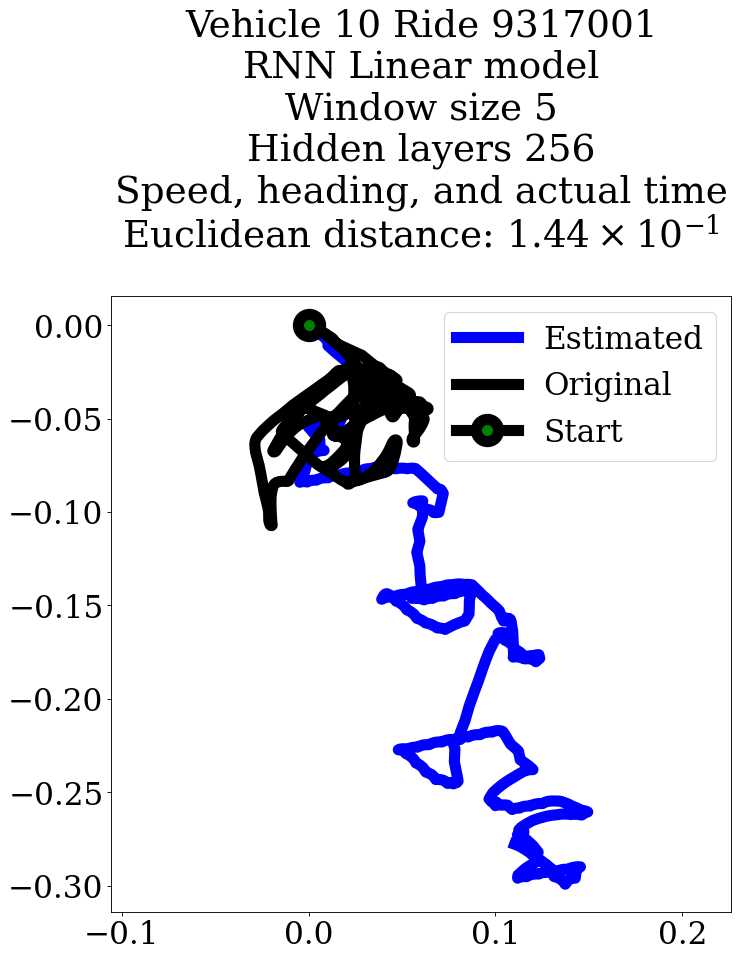 Vehicle 10 Ride 9317001
RNN Linear model
Window size 5
Hidden layers 256
Speed, heading, and actual time
Euclidean distance: 1.44 × 10⁻¹
Estimated
Original
Start
0.00
−0.05
−0.10
−0.15
−0.20
−0.25
−0.30
−0.1
0.0
0.1
0.2